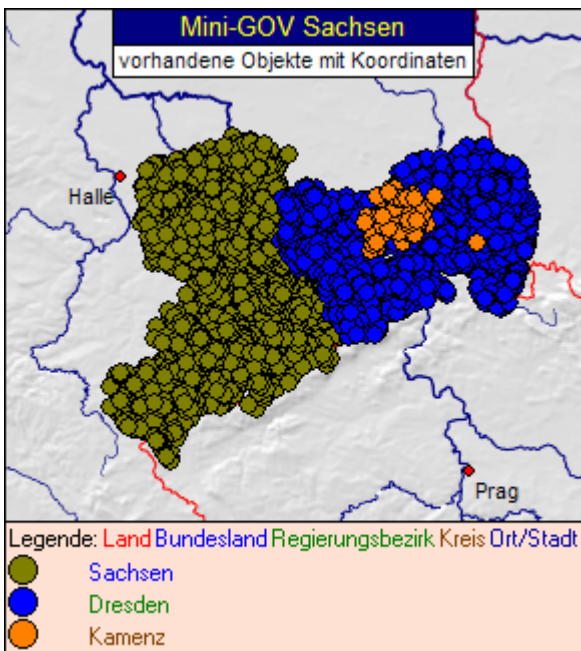 Mini-GOV Sachsen
vorhandene Objekte mit Koordinaten
Halle
Prag
Legende: Land Bundesland Regierungsbezirk Kreis Ort/Stadt
Sachsen
Dresden
Kamenz